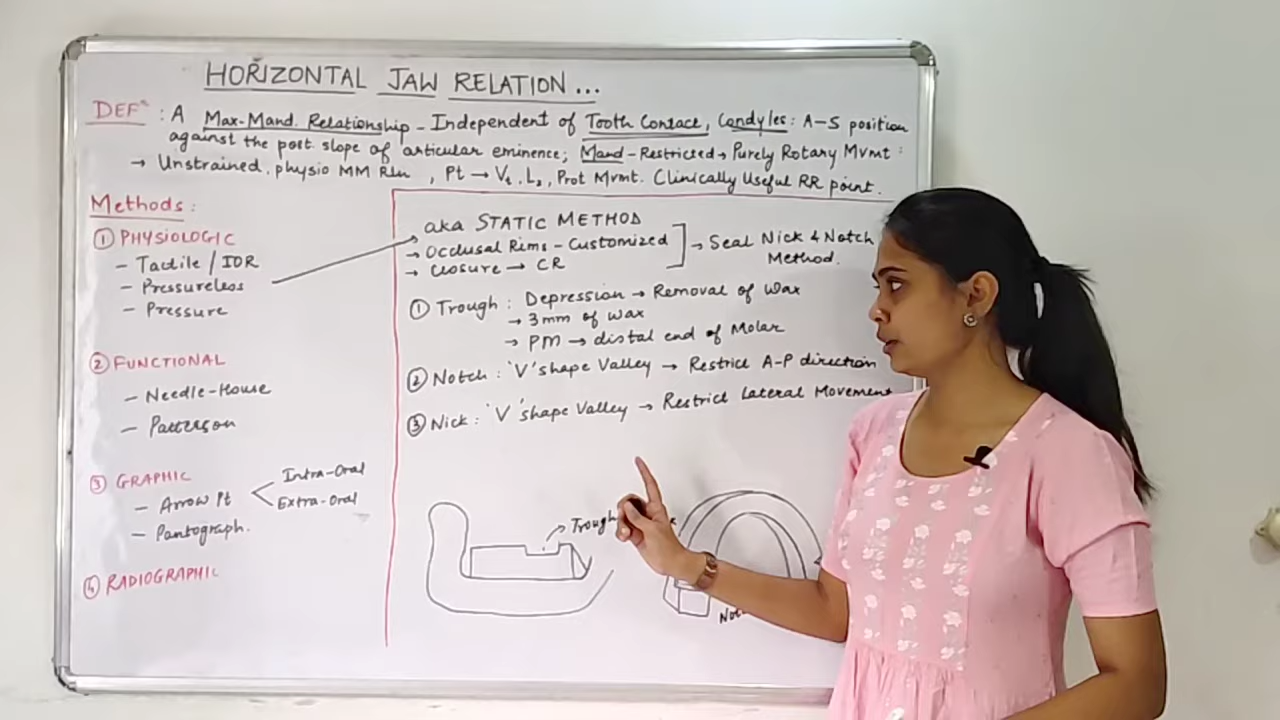 HORIZONTAL JAW RELATION...
DEFⁿ : A Max-Mand. Relationship - Independent of Tooth Contact, Condyles: A-S position
against the post. slope of articular eminence; Mand - Restricted → Purely Rotary Mvmt :
→ Unstrained, physio MM Rln , Pt → Vt, Ls, Prot Mvmt. Clinically Useful RR point.
Methods :
① PHYSIOLOGIC
- Tactile / IOR
- Pressureless
- Pressure
② FUNCTIONAL
- Needle-House
- Patterson
③ GRAPHIC
- Arrow Pt
Intra-Oral
Extra-Oral
- Pantograph.
④ RADIOGRAPHIC
aka STATIC METHOD
→ Occlusal Rims - Customized
→ Closure → CR
→ Seal Nick & Notch
Method.
① Trough : Depression → Removal of Wax
→ 3mm of wax
→ PM → distal end of Molar
② Notch : 'V' shape Valley → Restrict A-P direction
③ Nick : 'V' shape Valley → Restrict Lateral Movement
Trough